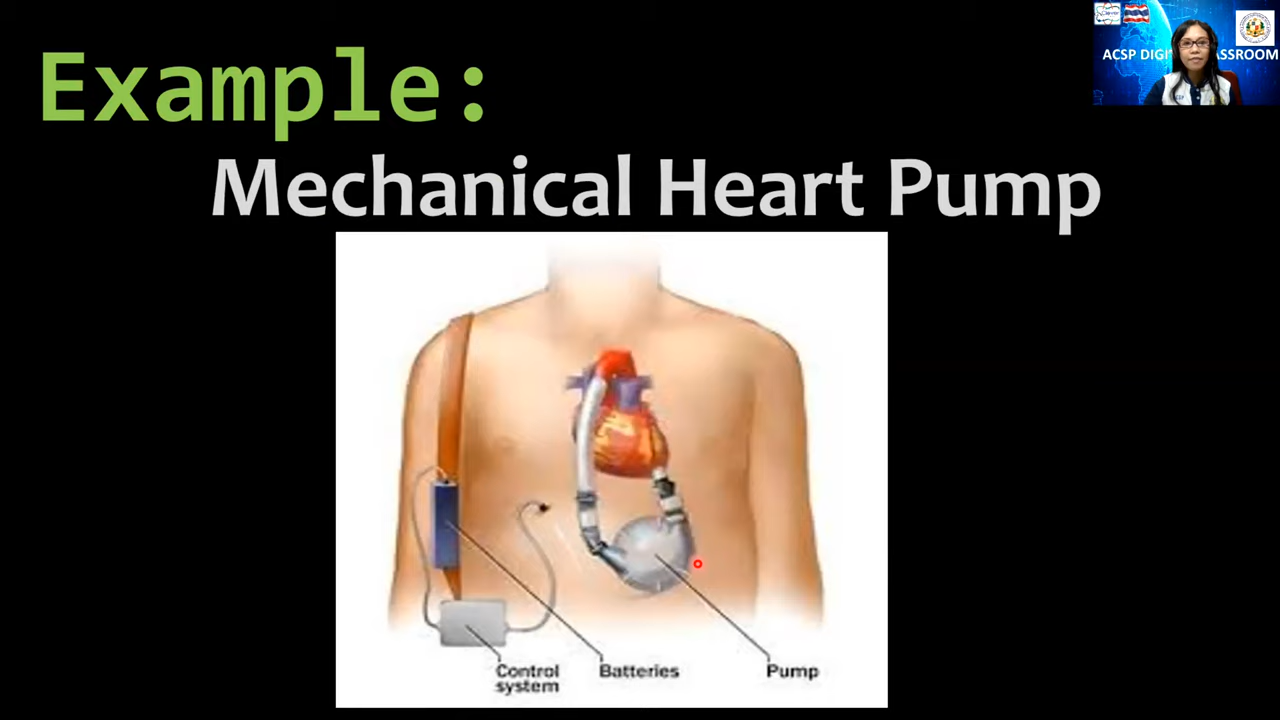 Example:
ACSP DIGI ASSROOM
Mechanical Heart Pump
Control
system
Batteries
Pump